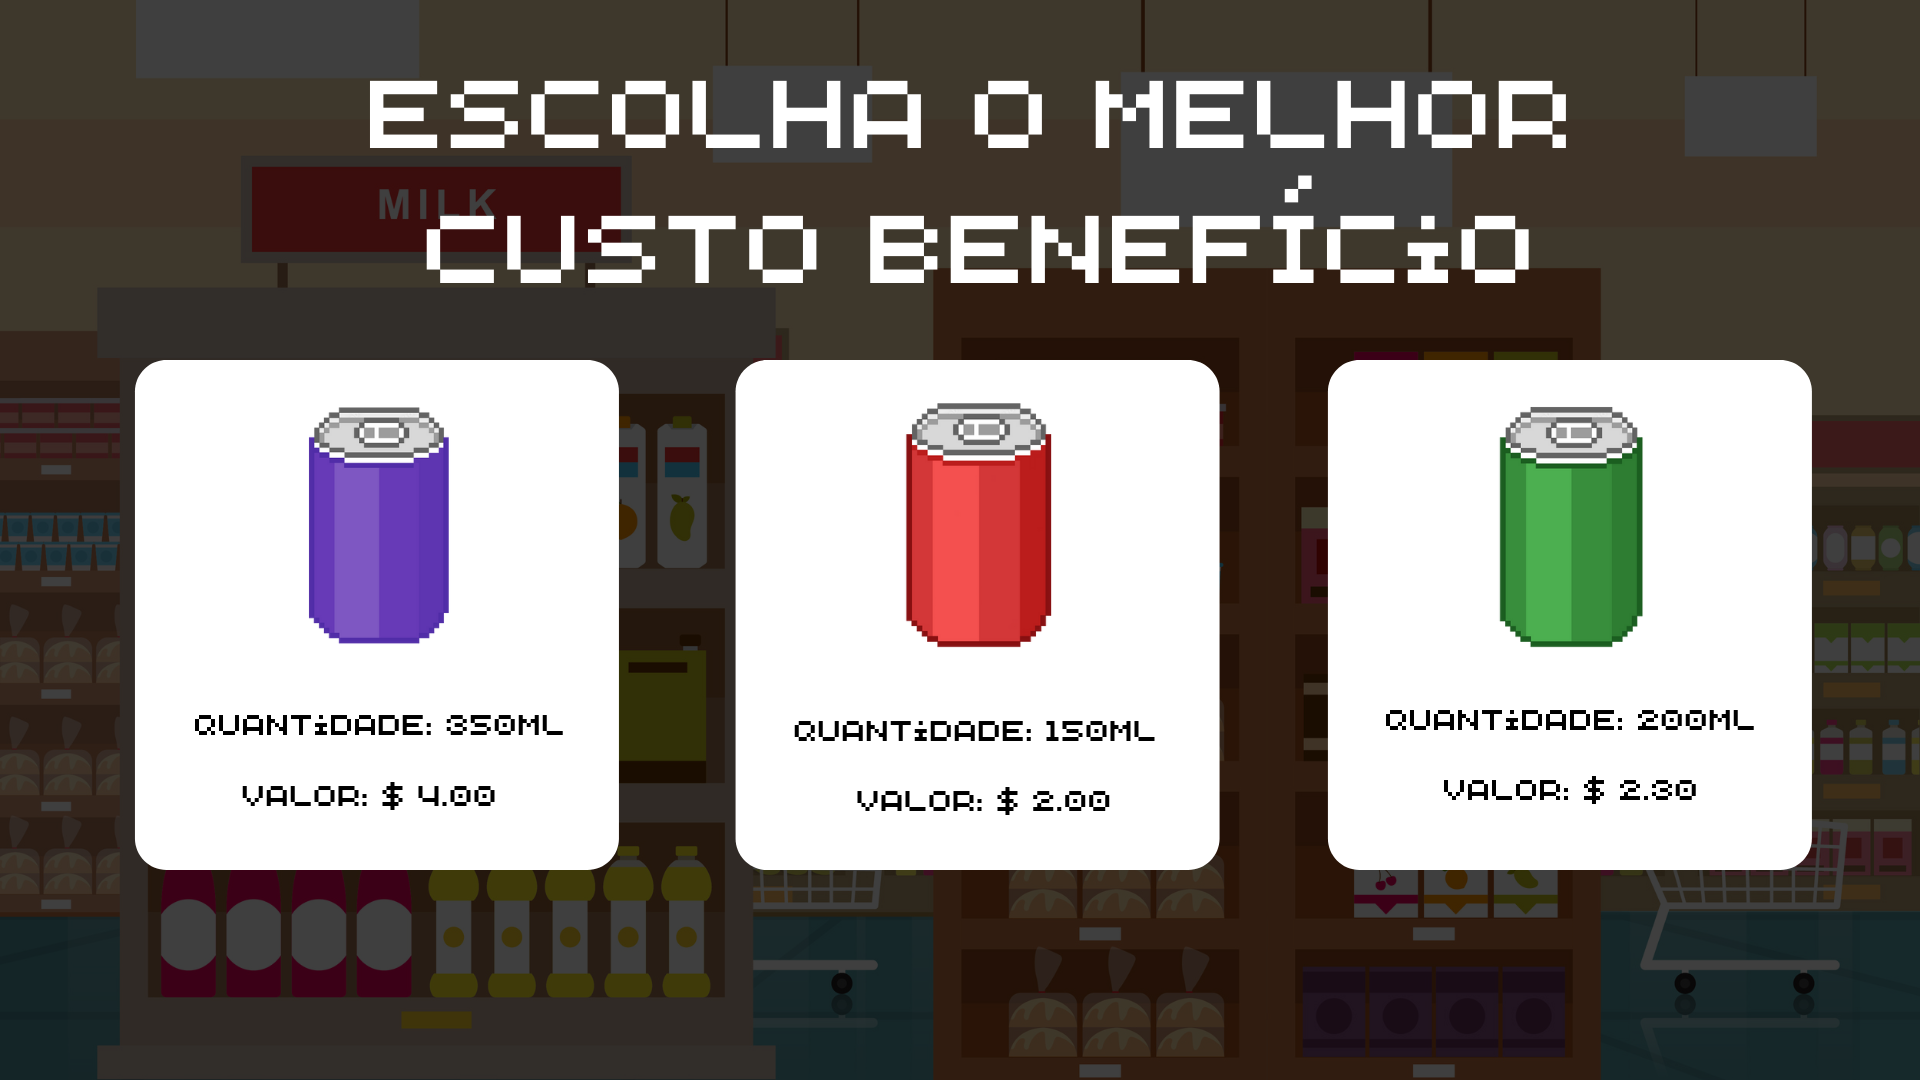 ESCOLHA O MELHOR
CUSTO BENEFÍCiO
MILK
QUANTiDADE: 350ML
VALOR: $ 4.00
QUANTiDADE: 150ML
VALOR: $ 2.00
QUANTiDADE: 200ML
VALOR: $ 2.30